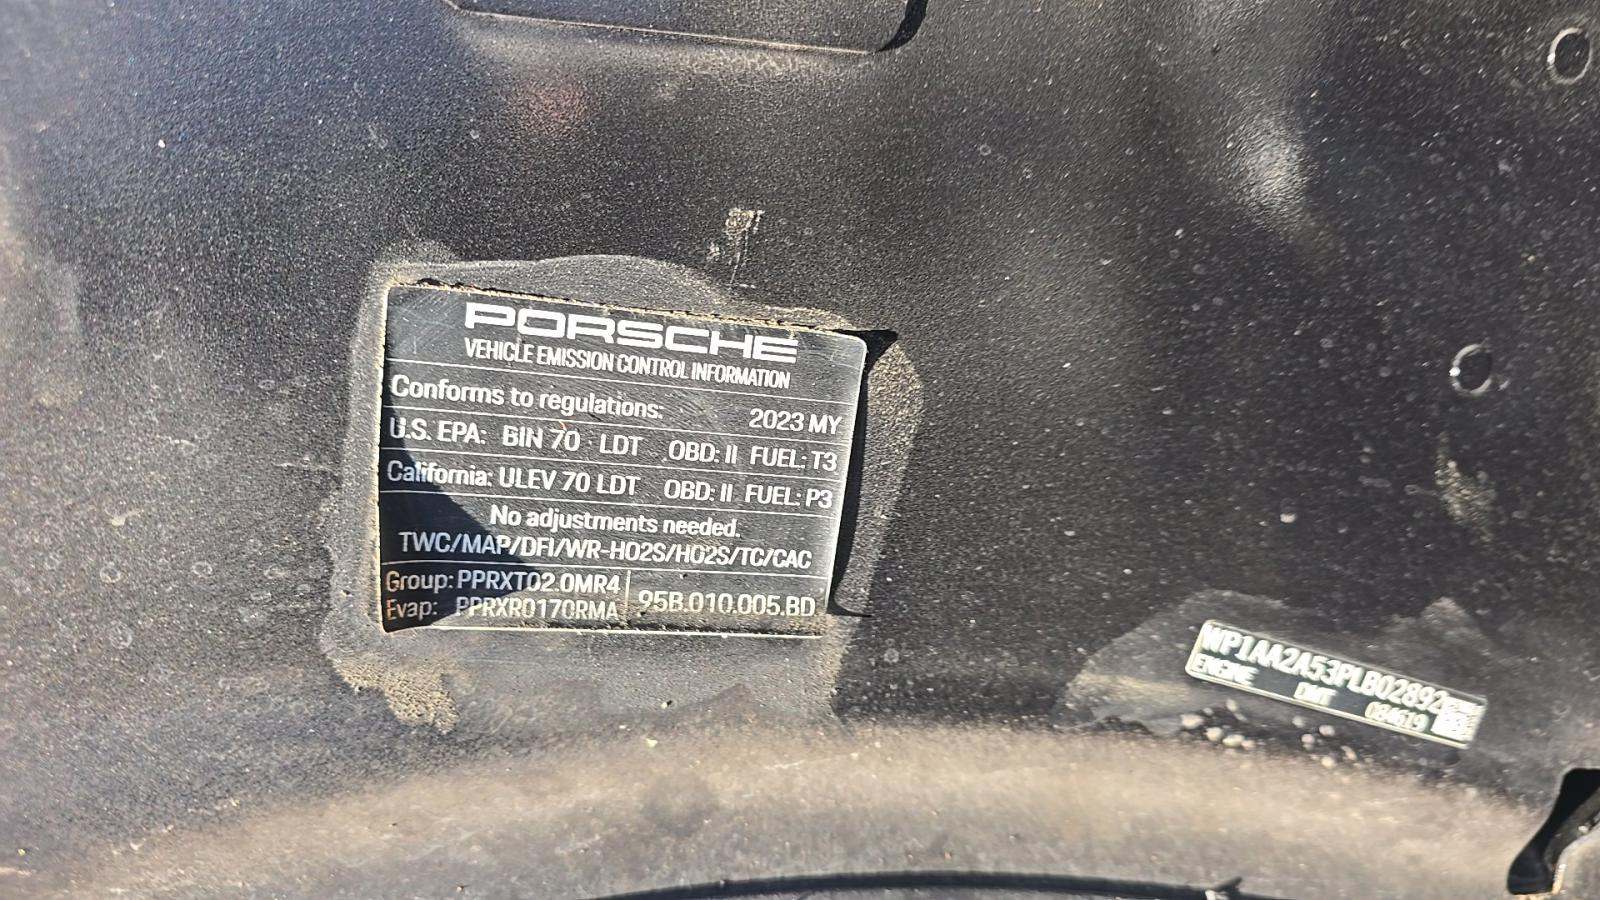 PORSCHE
VEHICLE EMISSION CONTROL INFORMATION
Conforms to regulations: 2023 MY
U.S. EPA: BIN 70 LDT OBD: II FUEL: T3
California: ULEV 70 LDT OBD: II FUEL: P3
No adjustments needed.
TWC/MAP/DFI/WR-HO2S/HO2S/TC/CAC
Group: PPRXT02.0MR4
Evap: PPRXR0170RMA
95B.010.005.BD
WP1AA2A53PLB02892
ENGINE DMT 084619